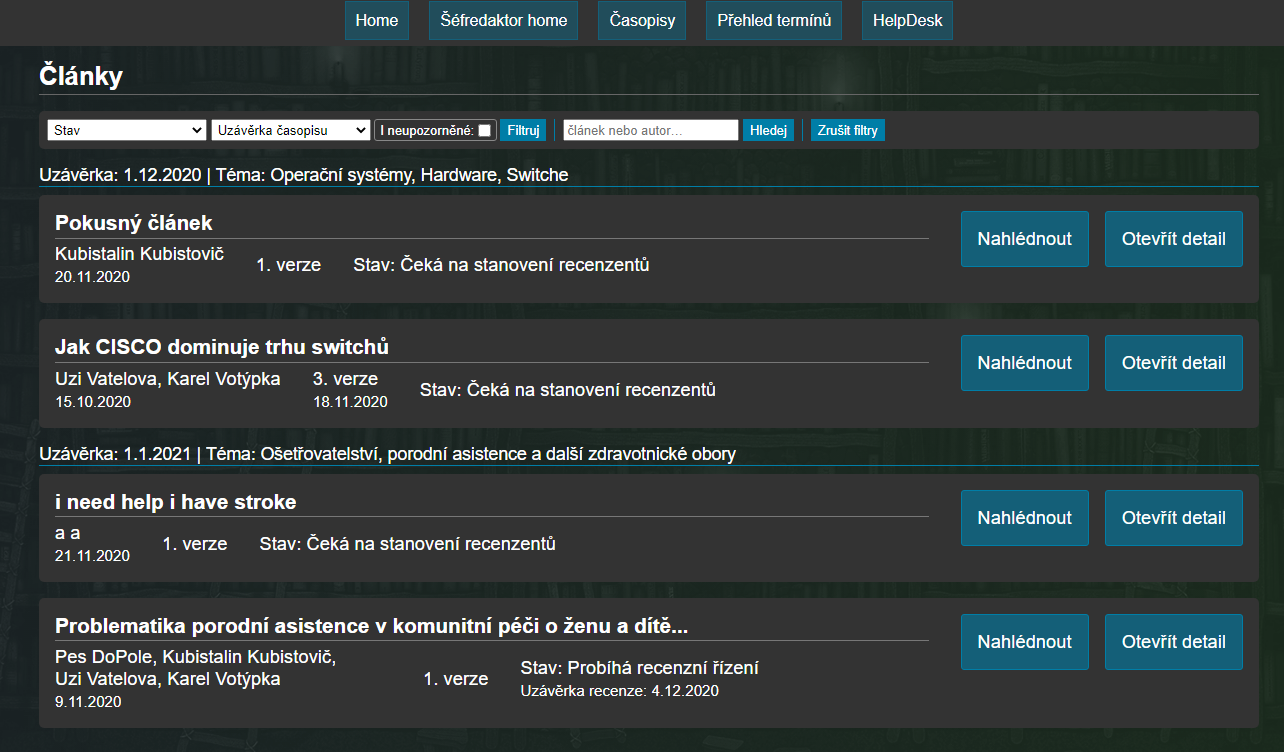 Home Šéfredaktor home Časopisy Přehled termínů HelpDesk
Články
Stav Uzávěrka časopisu I neupozorněné: Filtruj článek nebo autor... Hledej Zrušit filtry
Uzávěrka: 1.12.2020 | Téma: Operační systémy, Hardware, Switche
Pokusný článek
Nahlédnout Otevřít detail
Kubistalin Kubistovič
20.11.2020
1. verze
Stav: Čeká na stanovení recenzentů
Jak CISCO dominuje trhu switchů
Nahlédnout Otevřít detail
Uzi Vatelova, Karel Votýpka
15.10.2020
3. verze
18.11.2020
Stav: Čeká na stanovení recenzentů
Uzávěrka: 1.1.2021 | Téma: Ošetřovatelství, porodní asistence a další zdravotnické obory
i need help i have stroke
Nahlédnout Otevřít detail
a a
21.11.2020
1. verze
Stav: Čeká na stanovení recenzentů
Problematika porodní asistence v komunitní péči o ženu a dítě...
Nahlédnout Otevřít detail
Pes DoPole, Kubistalin Kubistovič,
Uzi Vatelova, Karel Votýpka
9.11.2020
1. verze
Stav: Probíhá recenzní řízení
Uzávěrka recenze: 4.12.2020